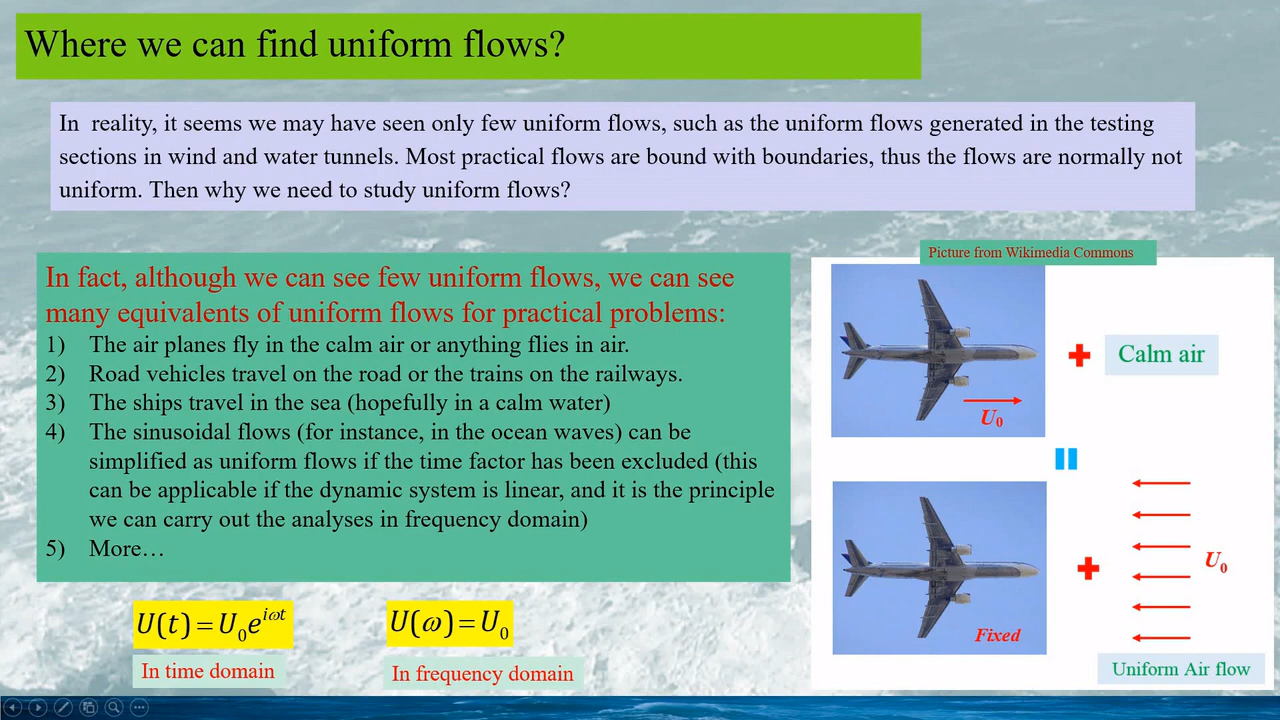 Where we can find uniform flows?
In reality, it seems we may have seen only few uniform flows, such as the uniform flows generated in the testing
sections in wind and water tunnels. Most practical flows are bound with boundaries, thus the flows are normally not
uniform. Then why we need to study uniform flows?
In fact, although we can see few uniform flows, we can see
many equivalents of uniform flows for practical problems:
1) The air planes fly in the calm air or anything flies in air.
2) Road vehicles travel on the road or the trains on the railways.
3) The ships travel in the sea (hopefully in a calm water)
4) The sinusoidal flows (for instance, in the ocean waves) can be
simplified as uniform flows if the time factor has been excluded (this
can be applicable if the dynamic system is linear, and it is the principle
we can carry out the analyses in frequency domain)
5) More…
U(t) = U₀e^{iωt}
In time domain
U(ω) = U₀
In frequency domain
Picture from Wikimedia Commons
U₀
Calm air
Fixed
U₀
Uniform Air flow